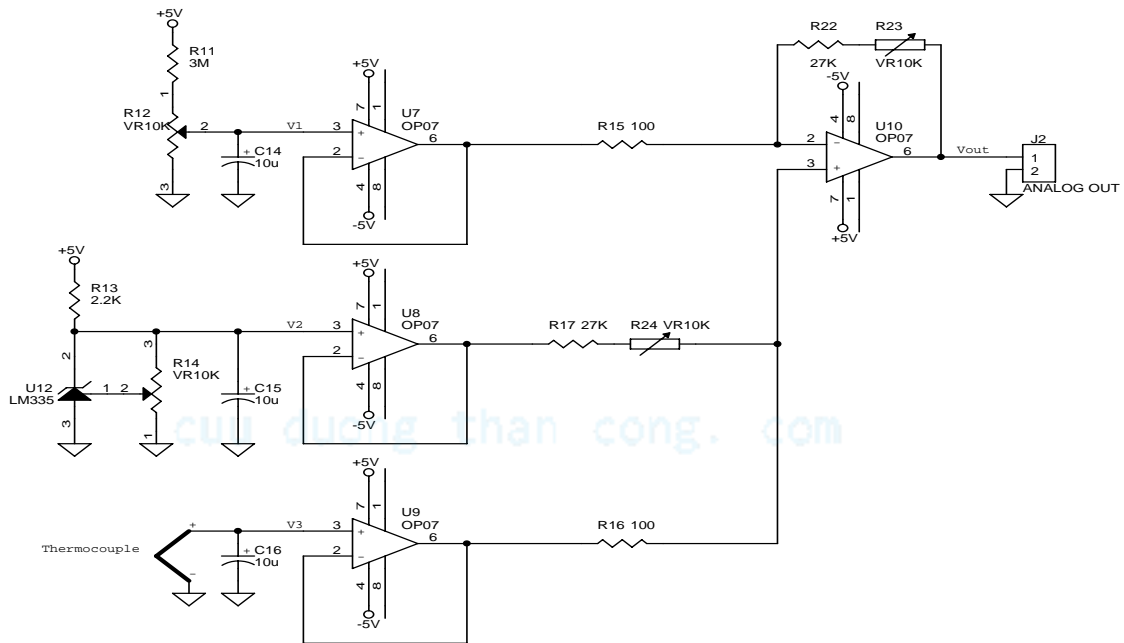 +5V
R11
3M
1
R12
VR10K
2
3
V1
C14
10u
+
+5V
7
1
U7
OP07
3
+
2
−
6
4
8
-5V
R15 100
R22
27K
R23
VR10K
-5V
4
8
U10
OP07
2
−
3
+
6
7
1
+5V
Vout
J2
1
2
ANALOG OUT
+5V
R13
2.2K
2
U12
LM335
1
3
2
3
R14
VR10K
1
V2
+
C15
10u
+5V
7
1
U8
OP07
3
+
2
−
6
4
8
-5V
R17 27K
R24 VR10K
cuu duong than cong. com
Thermocouple
+
−
V3
+
C16
10u
+5V
7
1
U9
OP07
3
+
2
−
6
4
8
-5V
R16 100